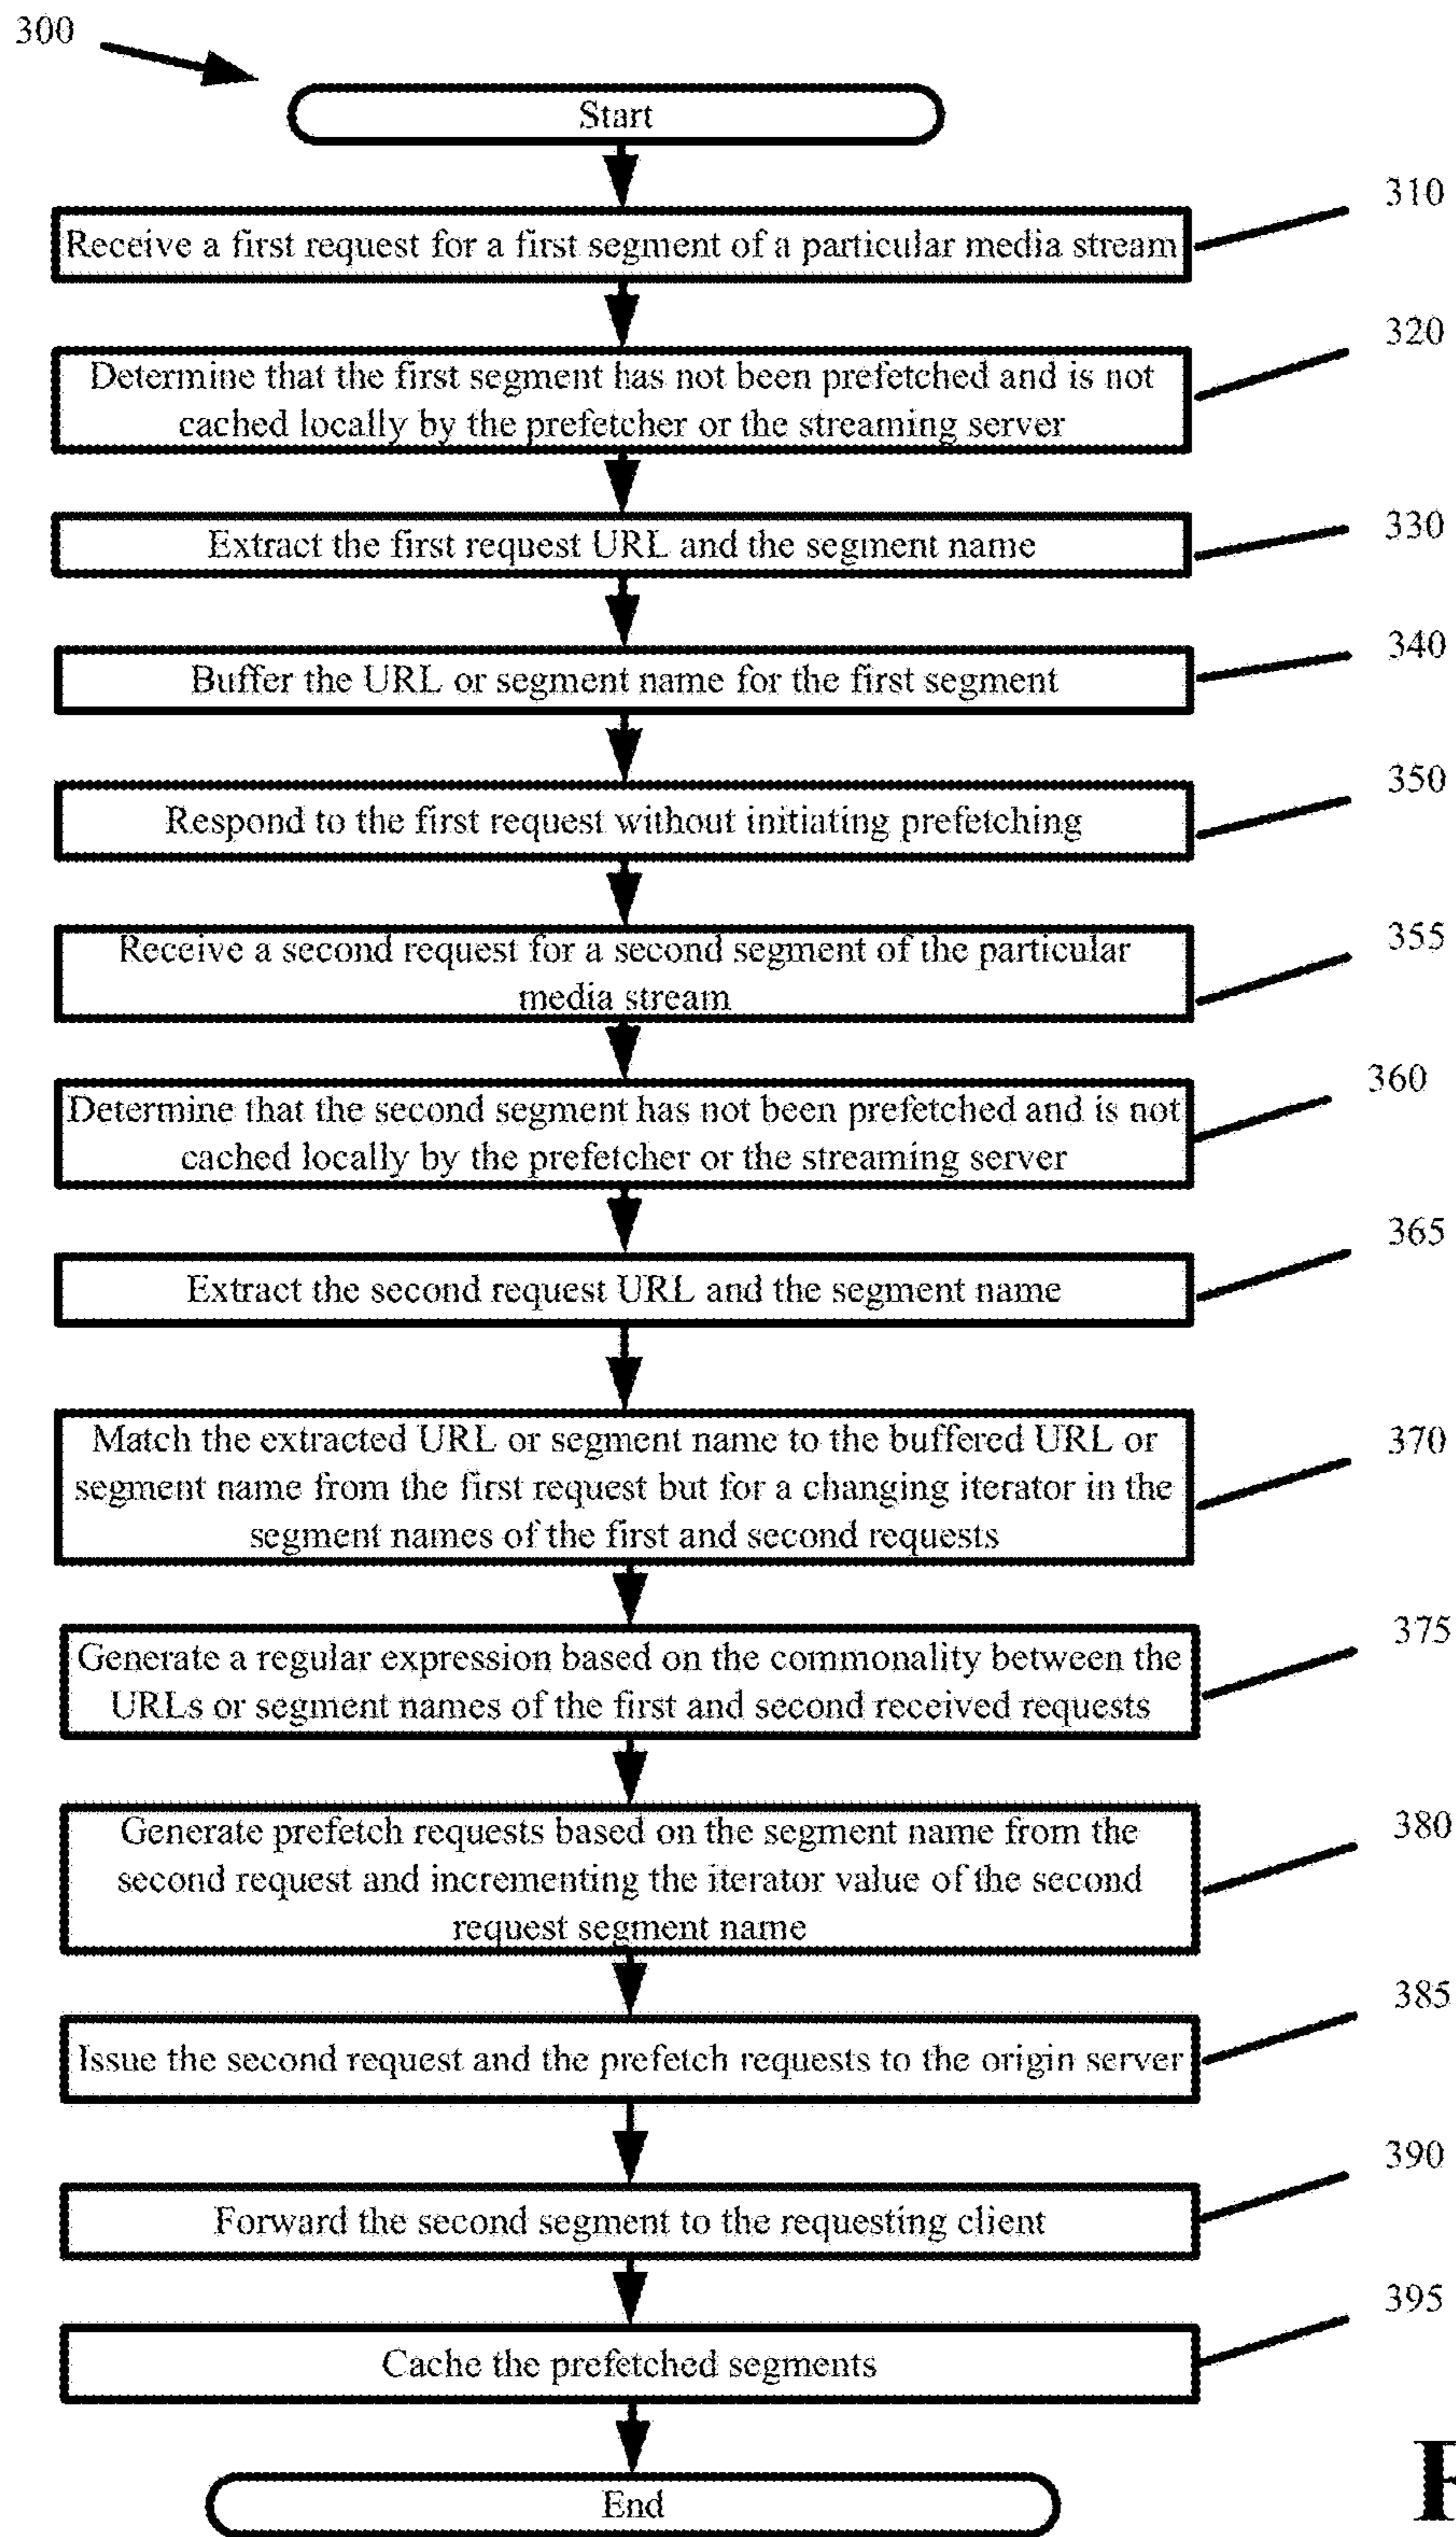 300
Start
310
Receive a first request for a first segment of a particular media stream
320
Determine that the first segment has not been prefetched and is not
cached locally by the prefetcher or the streaming server
330
Extract the first request URL and the segment name
340
Buffer the URL or segment name for the first segment
350
Respond to the first request without initiating prefetching
355
Receive a second request for a second segment of the particular
media stream
360
Determine that the second segment has not been prefetched and is not
cached locally by the prefetcher or the streaming server
365
Extract the second request URL and the segment name
370
Match the extracted URL or segment name to the buffered URL or
segment name from the first request but for a changing iterator in the
segment names of the first and second requests
375
Generate a regular expression based on the commonality between the
URLs or segment names of the first and second received requests
380
Generate prefetch requests based on the segment name from the
second request and incrementing the iterator value of the second
request segment name
385
Issue the second request and the prefetch requests to the origin server
390
Forward the second segment to the requesting client
395
Cache the prefetched segments
End